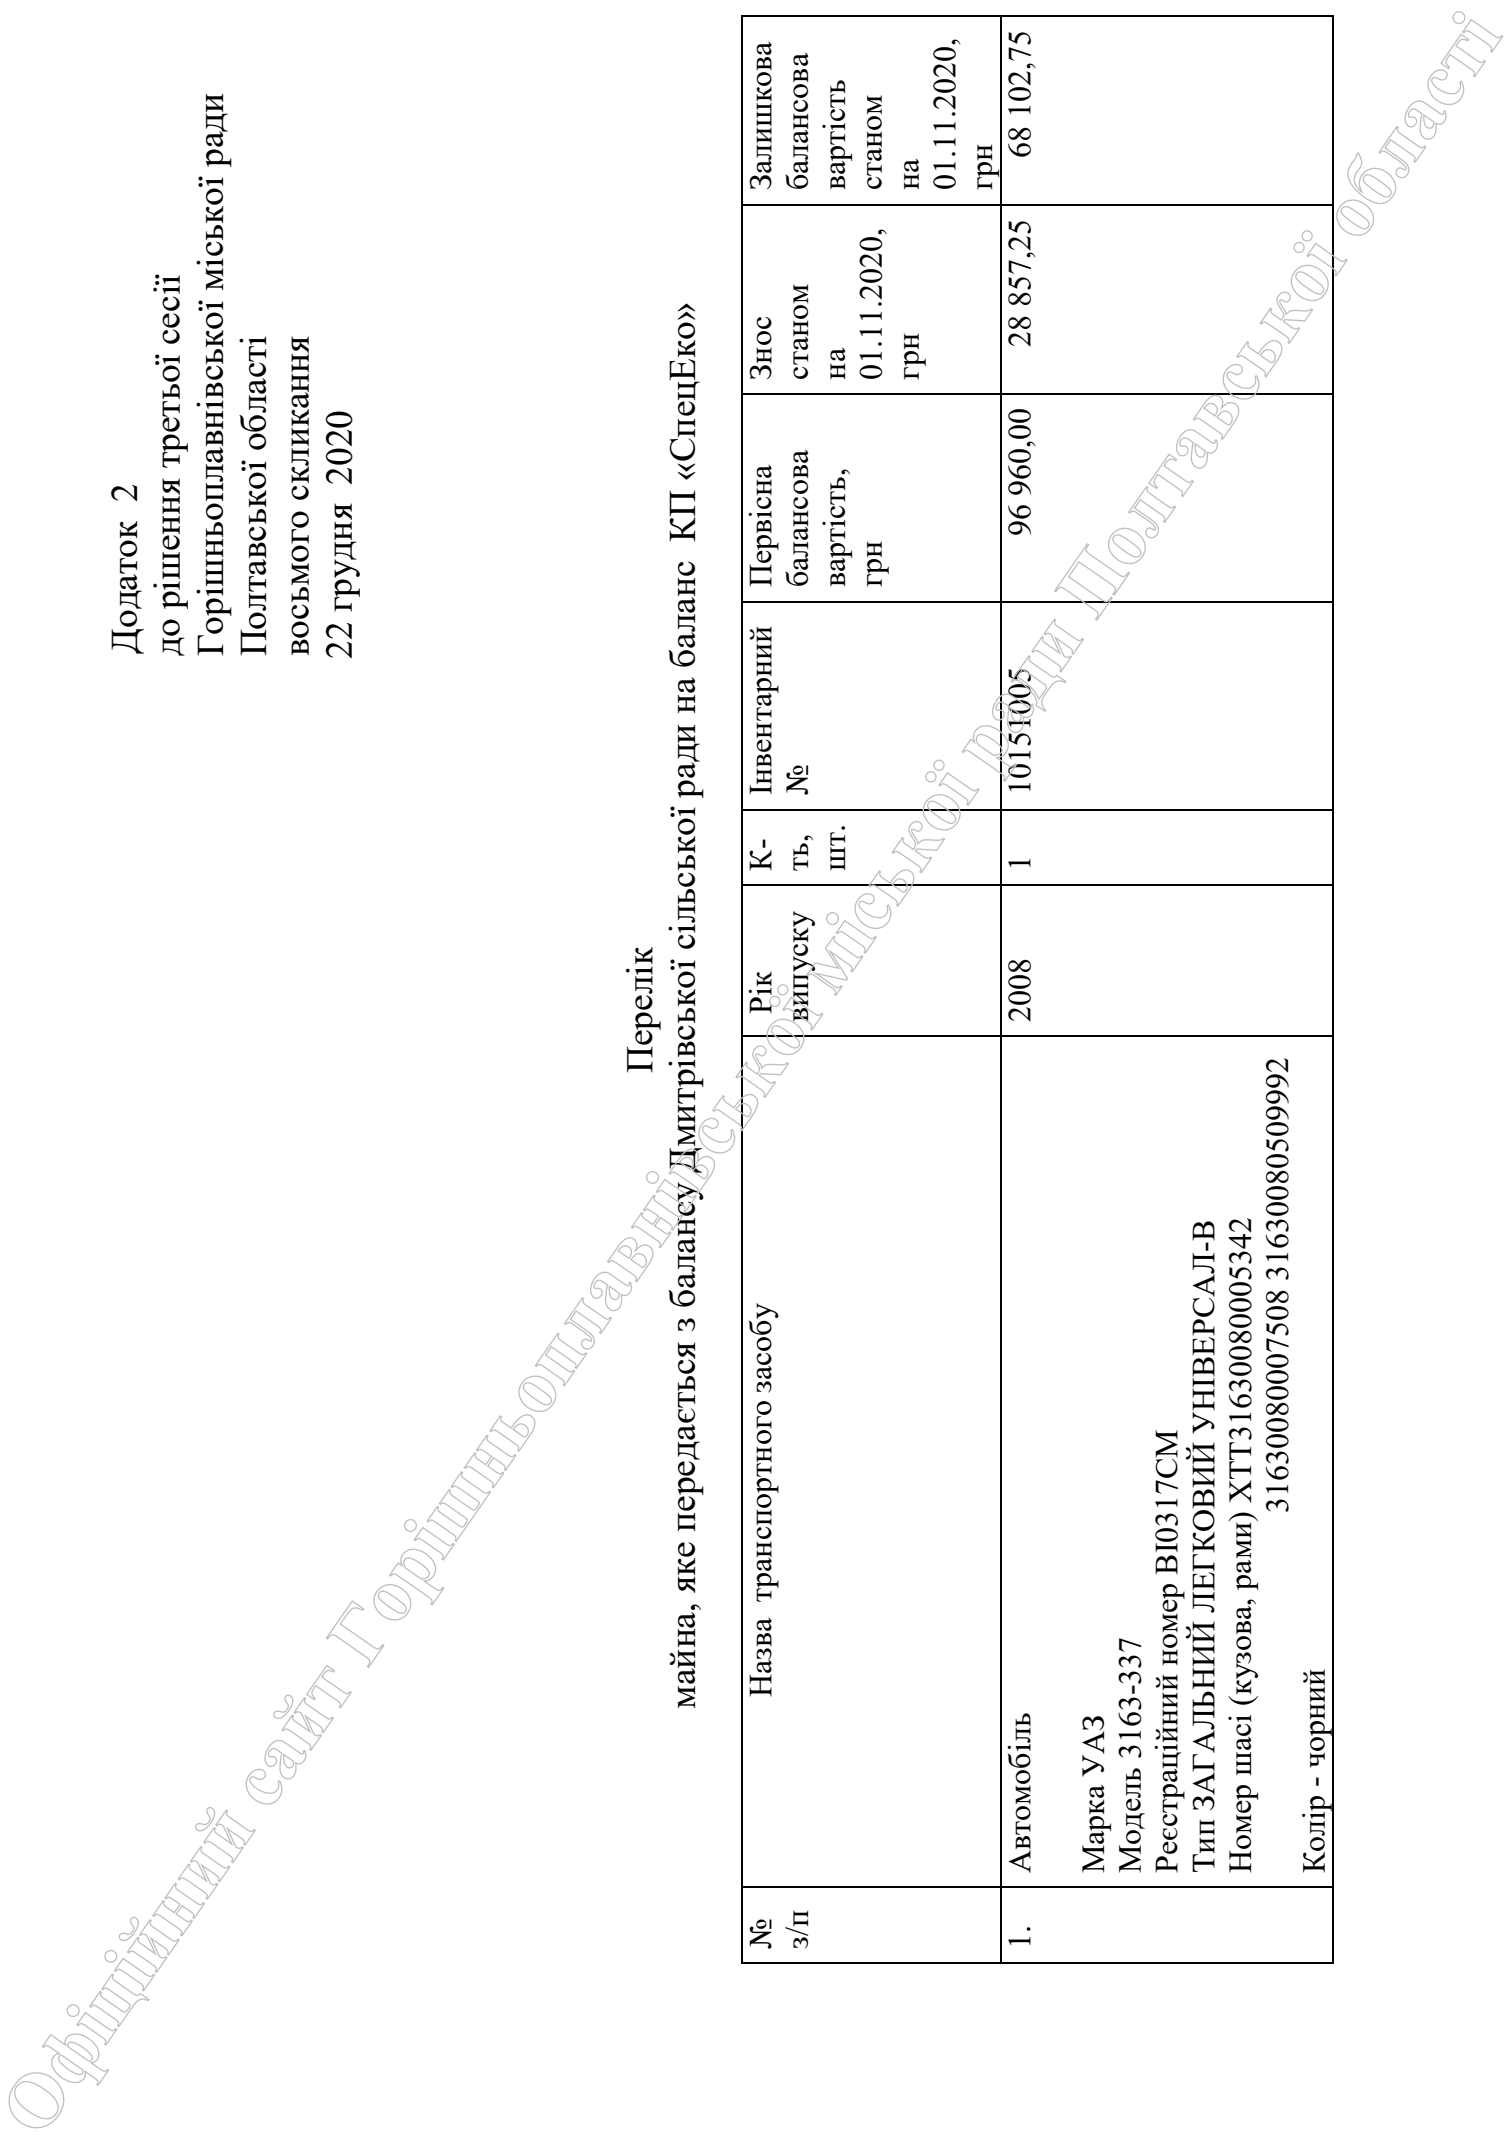 Додаток 2
до рішення третьої сесії
Горішньоплавнівської міської ради
Полтавської області
восьмого скликання
22 грудня 2020
Перелік
майна, яке передається з балансу Дмитрівської сільської ради на баланс КП «СпецЕко»
№
з/п
Назва транспортного засобу
Рік
випуску
К-
ть,
шт.
Інвентарний
№
Первісна
балансова
вартість,
грн
Знос
станом
на
01.11.2020,
грн
Залишкова
балансова
вартість
станом
на
01.11.2020,
грн
1.
Автомобіль
Марка УАЗ
Модель 3163-337
Реєстраційний номер ВІ0317СМ
Тип ЗАГАЛЬНИЙ ЛЕГКОВИЙ УНІВЕРСАЛ-В
Номер шасі (кузова, рами) ХТТ31630080005342
31630080007508 31630080509992
Колір - чорний
2008
1
10151005
96 960,00
28 857,25
68 102,75
Офіційний сайт Горішньоплавнівської міської ради Полтавської області